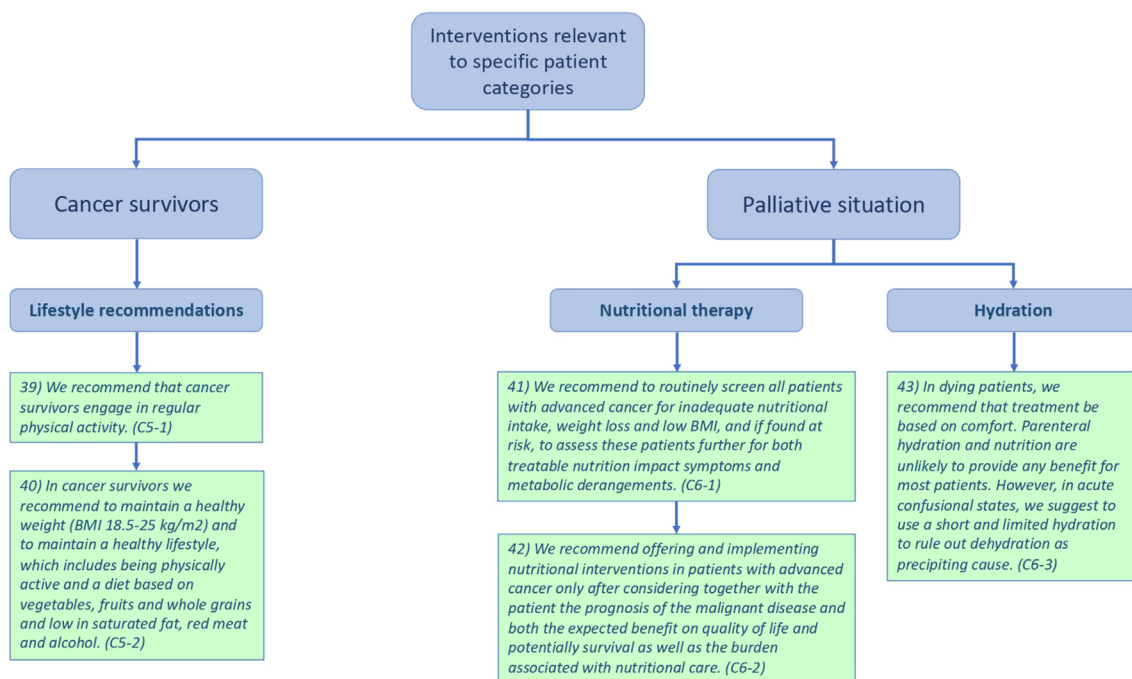 Interventions relevant
to specific patient
categories
Cancer survivors
Palliative situation
Lifestyle recommendations
Nutritional therapy
Hydration
39) We recommend that cancer
survivors engage in regular
physical activity. (C5-1)
40) In cancer survivors we
recommend to maintain a healthy
weight (BMI 18.5-25 kg/m2) and
to maintain a healthy lifestyle,
which includes being physically
active and a diet based on
vegetables, fruits and whole grains
and low in saturated fat, red meat
and alcohol. (C5-2)
41) We recommend to routinely screen all patients
with advanced cancer for inadequate nutritional
intake, weight loss and low BMI, and if found at
risk, to assess these patients further for both
treatable nutrition impact symptoms and
metabolic derangements. (C6-1)
42) We recommend offering and implementing
nutritional interventions in patients with advanced
cancer only after considering together with the
patient the prognosis of the malignant disease and
both the expected benefit on quality of life and
potentially survival as well as the burden
associated with nutritional care. (C6-2)
43) In dying patients, we
recommend that treatment be
based on comfort. Parenteral
hydration and nutrition are
unlikely to provide any benefit for
most patients. However, in acute
confusional states, we suggest to
use a short and limited hydration
to rule out dehydration as
precipiting cause. (C6-3)